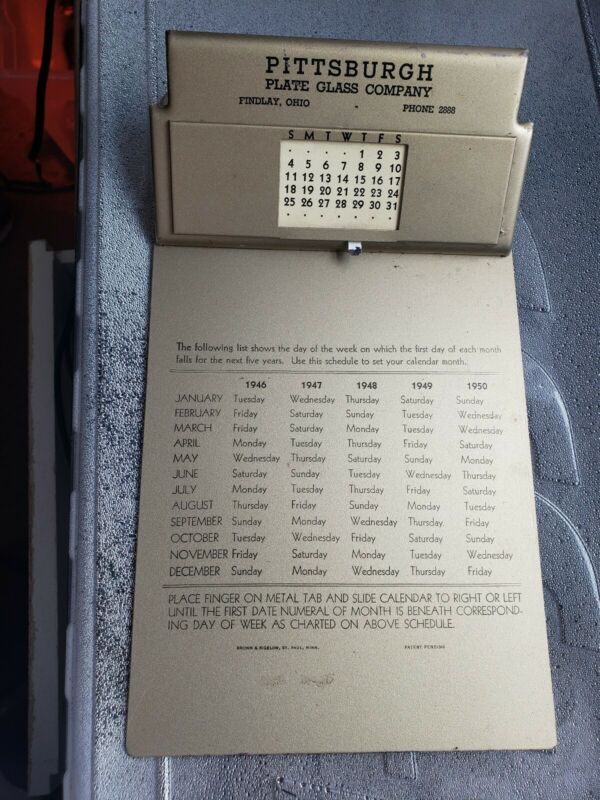 PITTSBURGH
PLATE GLASS COMPANY
FINDLAY, OHIO - PHONE 2888
S M T W T F S
. . . . 1 2 3
4 5 6 7 8 9 10
11 12 13 14 15 16 17
18 19 20 21 22 23 24
25 26 27 28 29 30 31
. . . . . . .
The following list shows the day of the week on which the first day of each month
falls for the next five years. Use this schedule to set your calendar month.
1946 1947 1948 1949 1950
JANUARY Tuesday Wednesday Thursday Saturday Sunday
FEBRUARY Friday Saturday Sunday Tuesday Wednesday
MARCH Friday Saturday Monday Tuesday Wednesday
APRIL Monday Tuesday Thursday Friday Saturday
MAY Wednesday Thursday Saturday Sunday Monday
JUNE Saturday Sunday Tuesday Wednesday Thursday
JULY Monday Tuesday Thursday Friday Saturday
AUGUST Thursday Friday Sunday Monday Tuesday
SEPTEMBER Sunday Monday Wednesday Thursday Friday
OCTOBER Tuesday Wednesday Friday Saturday Sunday
NOVEMBER Friday Saturday Monday Tuesday Wednesday
DECEMBER Sunday Monday Wednesday Thursday Friday
PLACE FINGER ON METAL TAB AND SLIDE CALENDAR TO RIGHT OR LEFT
UNTIL THE FIRST DATE NUMERAL OF MONTH IS BENEATH CORRESPOND-
ING DAY OF WEEK AS CHARTED ON ABOVE SCHEDULE.
BROWN & BIGELOW, ST. PAUL, MINN. PATENT PENDING